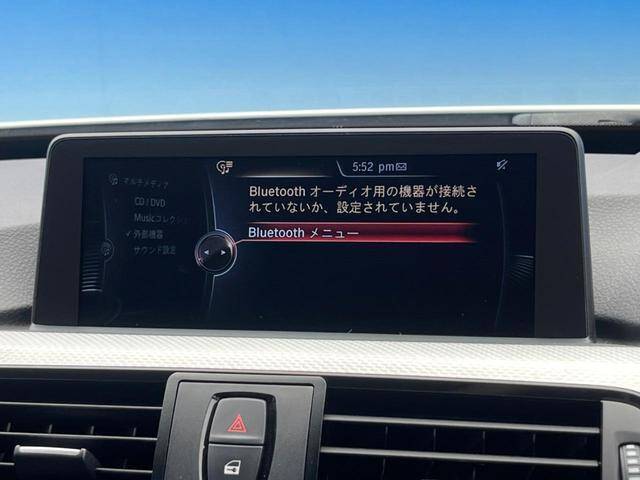 5:52 pm
マルチメディア
CD / DVD
Musicコレクシ
✓ 外部機器
サウンド設定
Bluetooth オーディオ用の機器が接続さ
れていないか、設定されていません。
Bluetooth メニュー